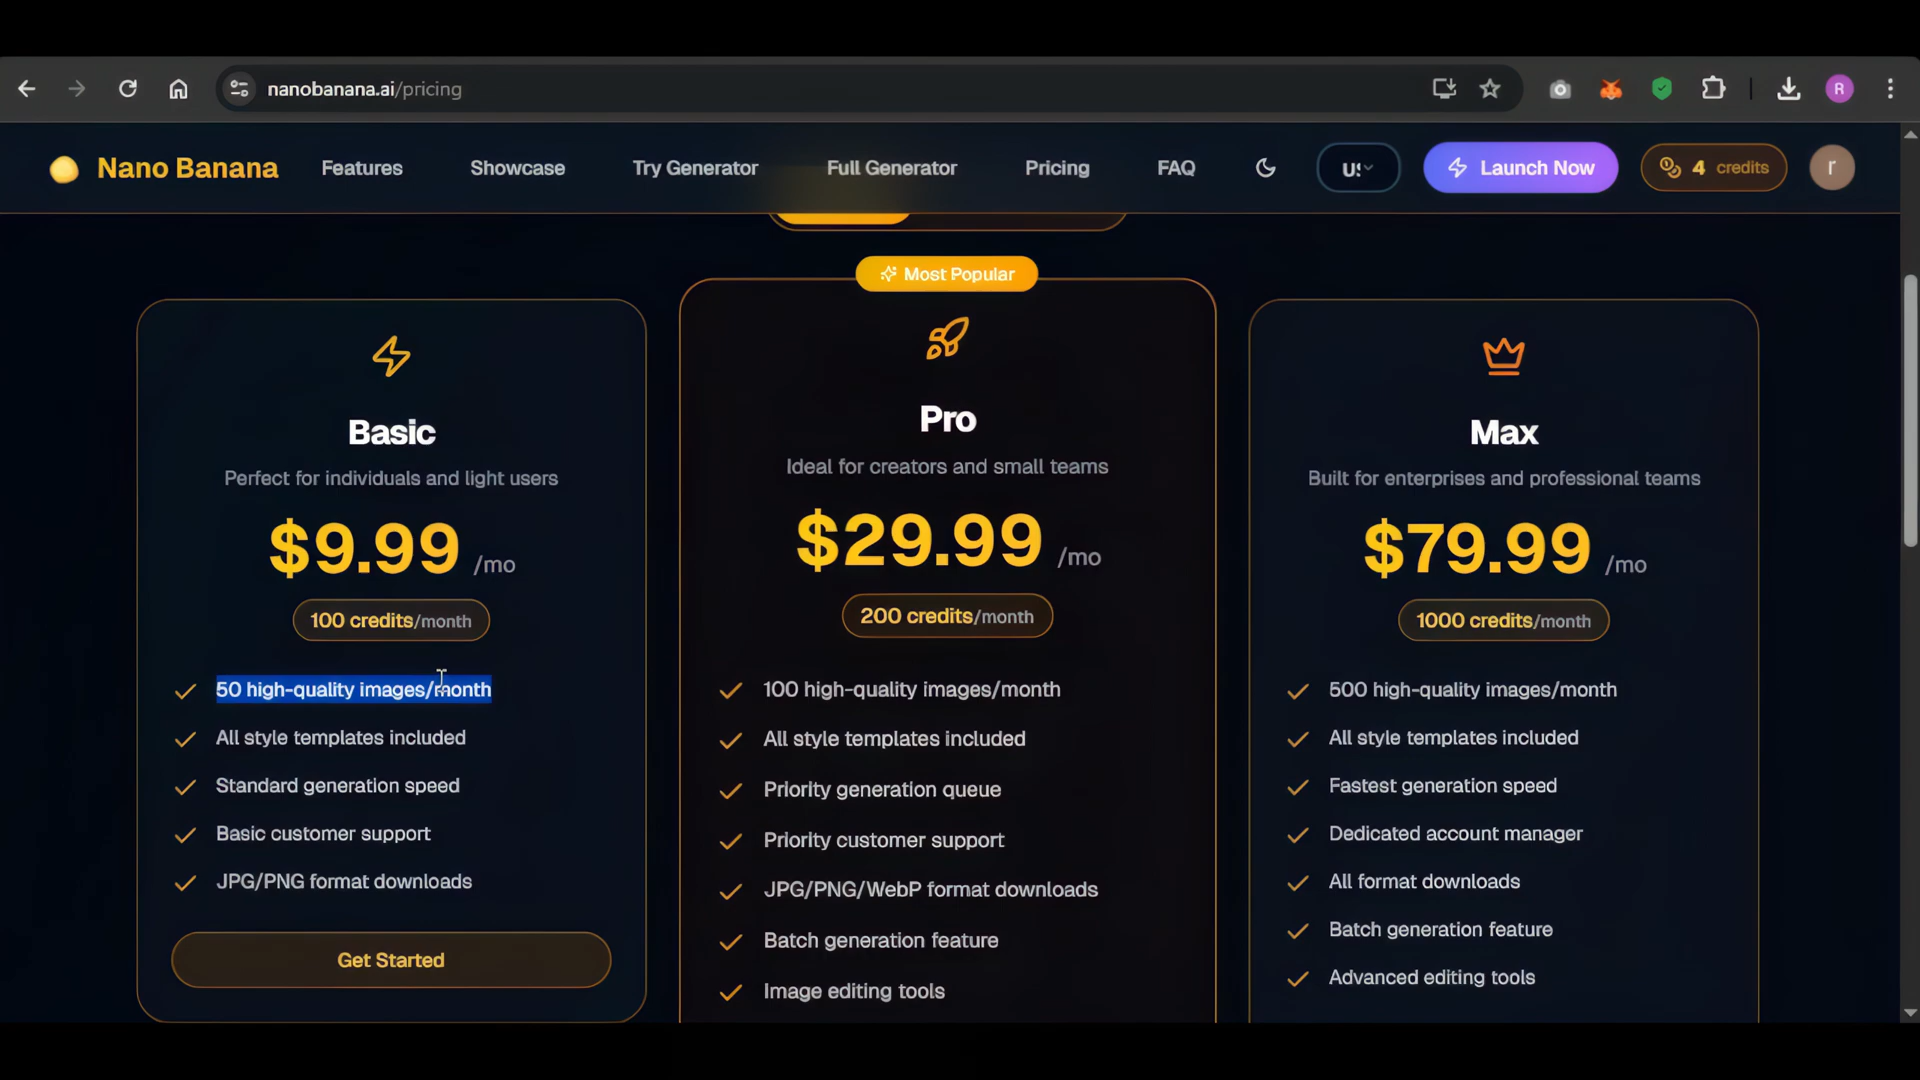 nanobanana.ai/pricing
R
Nano Banana
Features
Showcase
Try Generator
Full Generator
Pricing
FAQ
Launch Now
4 credits
r
Most Popular
Basic
Perfect for individuals and light users
$9.99 /mo
100 credits/month
50 high-quality images/month
All style templates included
Standard generation speed
Basic customer support
JPG/PNG format downloads
Get Started
Pro
Ideal for creators and small teams
$29.99 /mo
200 credits/month
100 high-quality images/month
All style templates included
Priority generation queue
Priority customer support
JPG/PNG/WebP format downloads
Batch generation feature
Image editing tools
Max
Built for enterprises and professional teams
$79.99 /mo
1000 credits/month
500 high-quality images/month
All style templates included
Fastest generation speed
Dedicated account manager
All format downloads
Batch generation feature
Advanced editing tools